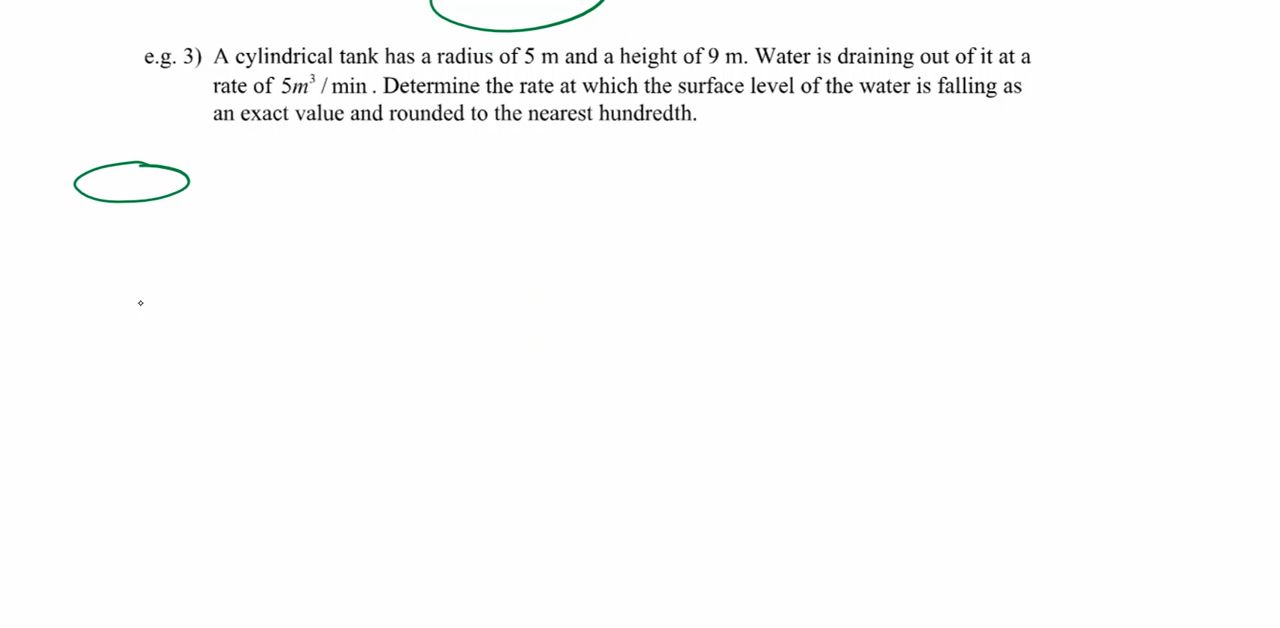 e.g. 3) A cylindrical tank has a radius of 5 m and a height of 9 m. Water is draining out of it at a
rate of 5m³ / min . Determine the rate at which the surface level of the water is falling as
an exact value and rounded to the nearest hundredth.